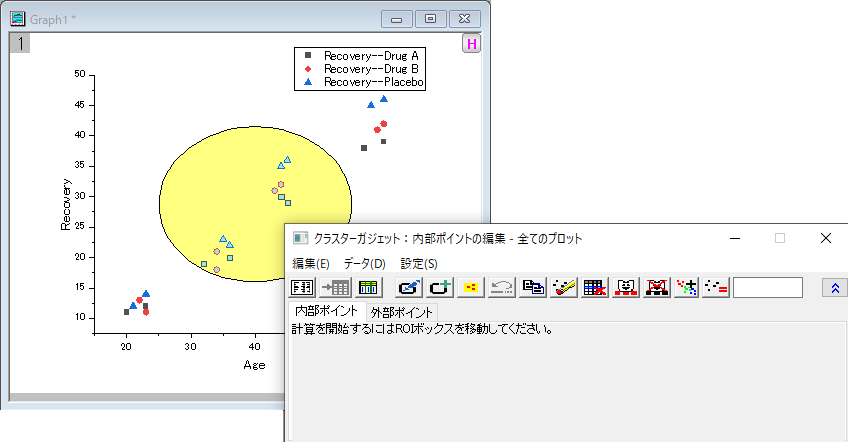 Graph1 *
1
H
Recovery--Drug A
Recovery--Drug B
Recovery--Placebo
50
45
40
35
30
25
20
15
10
Recovery
20
30
40
Age
クラスターガジェット：内部ポイントの編集 - 全てのプロット
編集(E) データ(D) 設定(S)
内部ポイント 外部ポイント
計算を開始するにはROIボックスを移動してください。